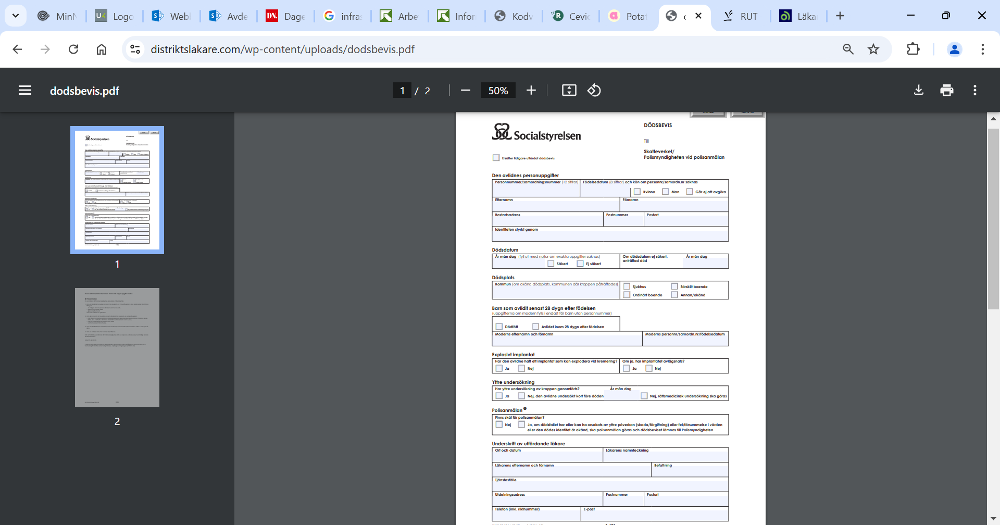 MinN
Logo
Webl
Avde
Dage
infra
Arbe
Infor
Kodv
Cevic
Potat
RUT
Läka
distriktslakare.com/wp-content/uploads/dodsbevis.pdf
dodsbevis.pdf
1 / 2
50%
1
2
Socialstyrelsen
DÖDSBEVIS
Till
Skatteverket/
Polismyndigheten vid polisanmälan
Ersätter tidigare utfärdat dödsbevis
Den avlidnes personuppgifter
Personnummer/samordningsnummer (12 siffror)
Födelsedatum (8 siffror) och kön om personnr/samordn.nr saknas
Kvinna Man Går ej att avgöra
Efternamn Förnamn
Bostadsadress Postnummer Postort
Identiteten styrkt genom
Dödsdatum
År mån dag (fyll ut med nollor om exakta uppgifter saknas)
Säkert Ej säkert
Om dödsdatum ej säkert,
anträffad död
År mån dag
Dödsplats
Kommun (om okänd dödsplats, kommunen där kroppen påträffades)
Sjukhus Särskilt boende
Ordinärt boende Annan/okänd
Barn som avlidit senast 28 dygn efter födelsen
(uppgifterna om modern fylls i endast för barn utan personnummer)
Dödfött Avlidet inom 28 dygn efter födelsen
Moderns efternamn och förnamn Moderns personnr/samordn.nr/födelsedatum
Explosivt implantat
Har den avlidne haft ett implantat som kan explodera vid kremering? Om ja, har implantatet avlägsnats?
Ja Nej Ja Nej
Yttre undersökning
Har yttre undersökning av kroppen genomförts? År mån dag
Ja Nej, den avlidne undersökt kort före döden Nej, rättsmedicinsk undersökning ska göras
Polisanmälan
Finns skäl för polisanmälan?
Nej Ja, om dödsfallet har eller kan ha orsakats av yttre påverkan (skada/förgiftning) eller fel/försummelse i vården
eller den dödes identitet är okänd, ska polisanmälan göras och dödsbeviset lämnas till Polismyndigheten
Underskrift av utfärdande läkare
Ort och datum Läkarens namnteckning
Läkarens efternamn och förnamn Befattning
Tjänsteställe
Utdelningsadress Postnummer Postort
Telefon (inkl. riktnummer) E-post